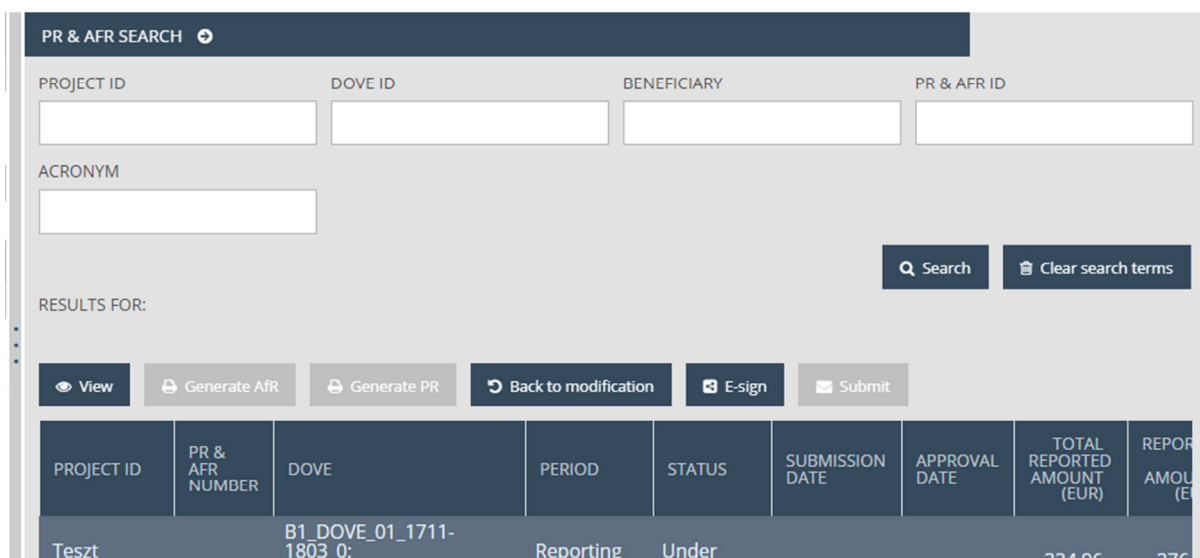 PR & AFR SEARCH
PROJECT ID DOVE ID BENEFICIARY PR & AFR ID
ACRONYM
Search Clear search terms
RESULTS FOR:
View Generate AfR Generate PR Back to modification E-sign Submit
PROJECT ID
PR &
AFR
NUMBER
DOVE
PERIOD
STATUS
SUBMISSION
DATE
APPROVAL
DATE
TOTAL
REPORTED
AMOUNT
(EUR)
B1_DOVE_01_1711-
Teszt 1803_0; Reporting Under